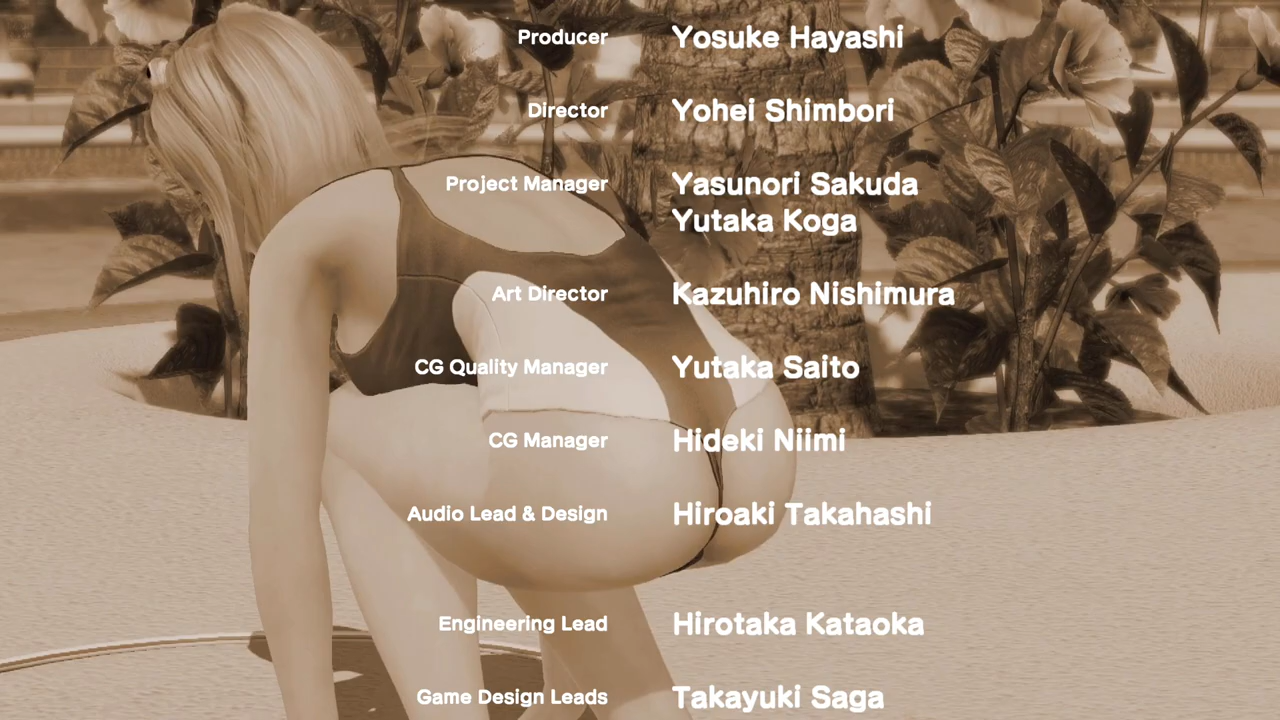 Producer Yosuke Hayashi
Director Yohei Shimbori
Project Manager Yasunori Sakuda
Yutaka Koga
Art Director Kazuhiro Nishimura
CG Quality Manager Yutaka Saito
CG Manager Hideki Niimi
Audio Lead & Design Hiroaki Takahashi
Engineering Lead Hirotaka Kataoka
Game Design Leads Takayuki Saga